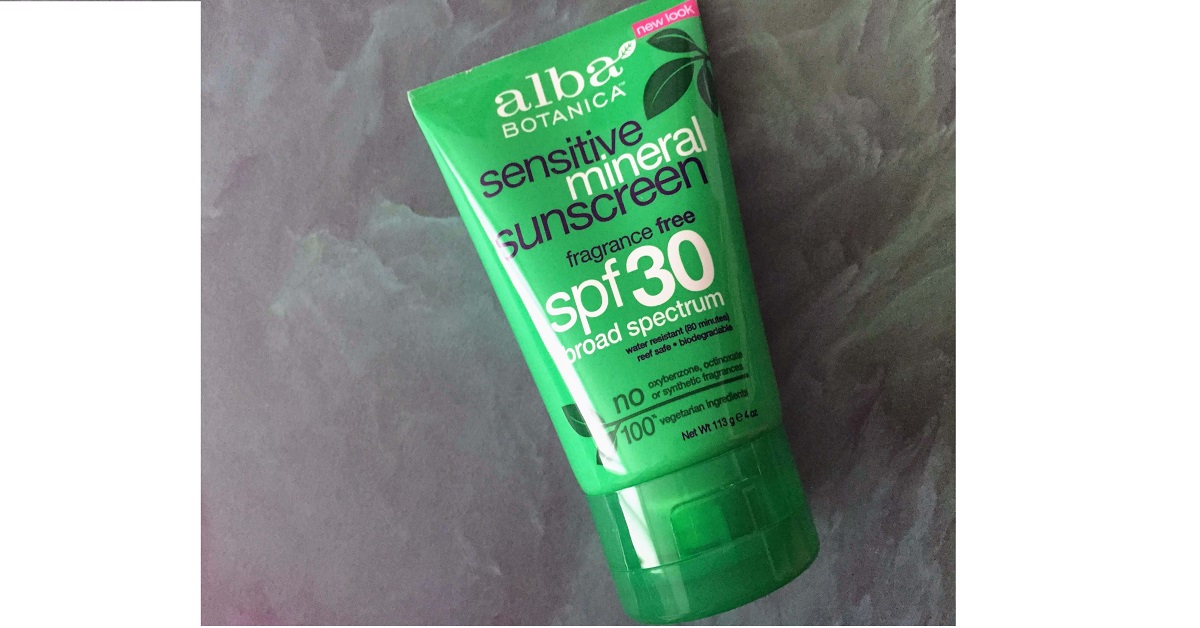 new look
alba
BOTANICA™
sensitive
mineral
sunscreen
fragrance free
spf 30
broad spectrum
water resistant (80 minutes)
reef safe • biodegradable
no oxybenzone, octinoxate
or synthetic fragrances
100% vegetarian ingredients
Net Wt 113 g e 4 oz